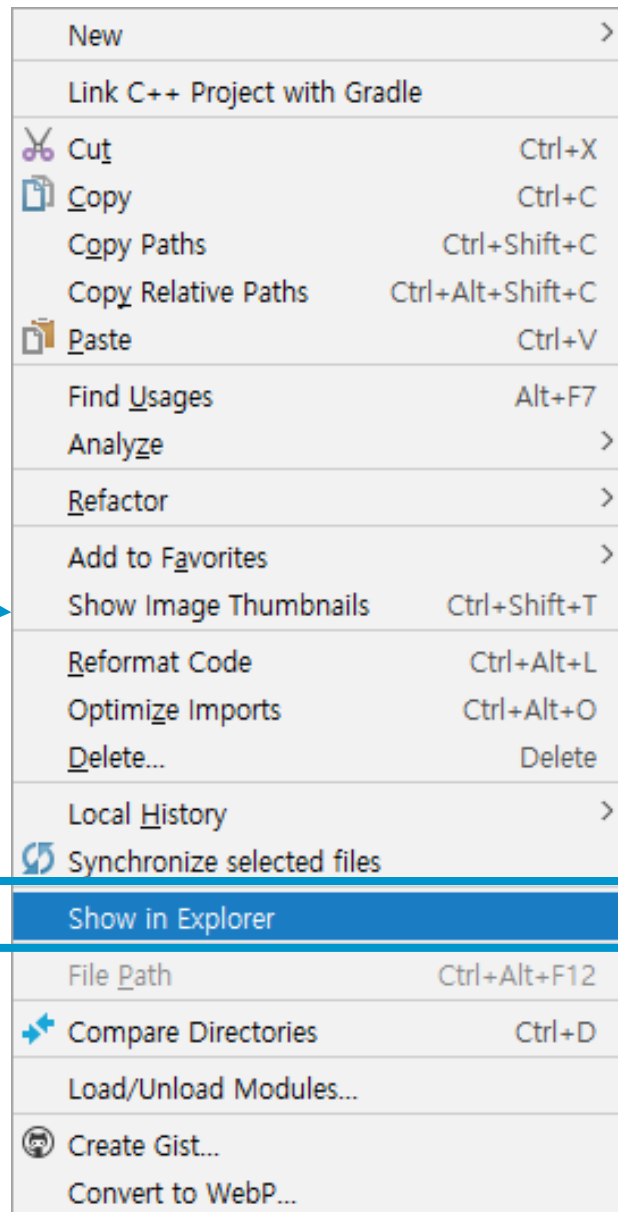 New
Link C++ Project with Gradle
Cut Ctrl+X
Copy Ctrl+C
Copy Paths Ctrl+Shift+C
Copy Relative Paths Ctrl+Alt+Shift+C
Paste Ctrl+V
Find Usages Alt+F7
Analyze
Refactor
Add to Favorites
Show Image Thumbnails Ctrl+Shift+T
Reformat Code Ctrl+Alt+L
Optimize Imports Ctrl+Alt+O
Delete... Delete
Local History
Synchronize selected files
Show in Explorer
File Path Ctrl+Alt+F12
Compare Directories Ctrl+D
Load/Unload Modules...
Create Gist...
Convert to WebP...